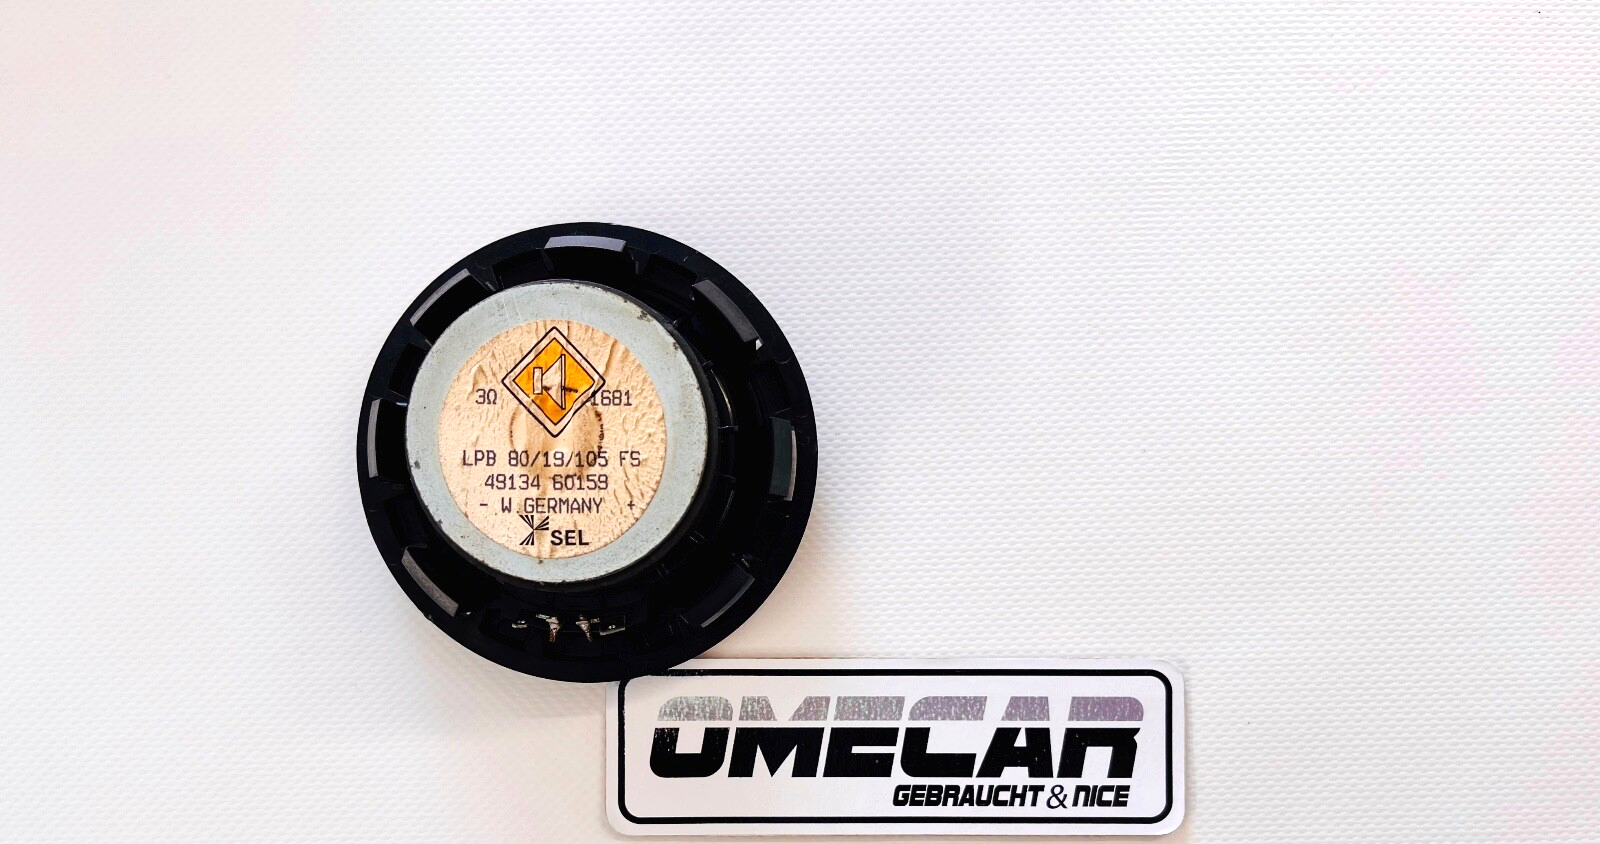 3Ω 1681
LPB 80/19/105 FS
49134 60159
- W.GERMANY +
SEL
OMECAR
GEBRAUCHT & NICE